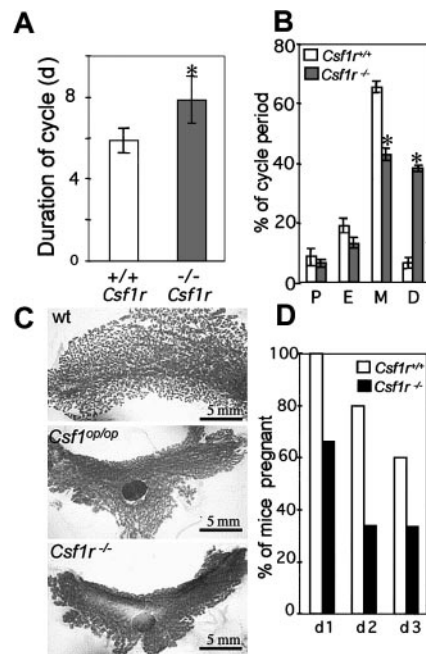 A
Duration of cycle (d)
8
4
0
*
+/+
-/-
Csf1r
Csf1r
B
Csf1r+/+
Csf1r -/-
% of cycle period
80
60
40
20
0
*
*
P E M D
C
wt
5 mm
Csf1op/op
5 mm
Csf1r -/-
5 mm
D
Csf1r+/+
Csf1r -/-
% of mice pregnant
100
80
60
40
20
0
d1 d2 d3